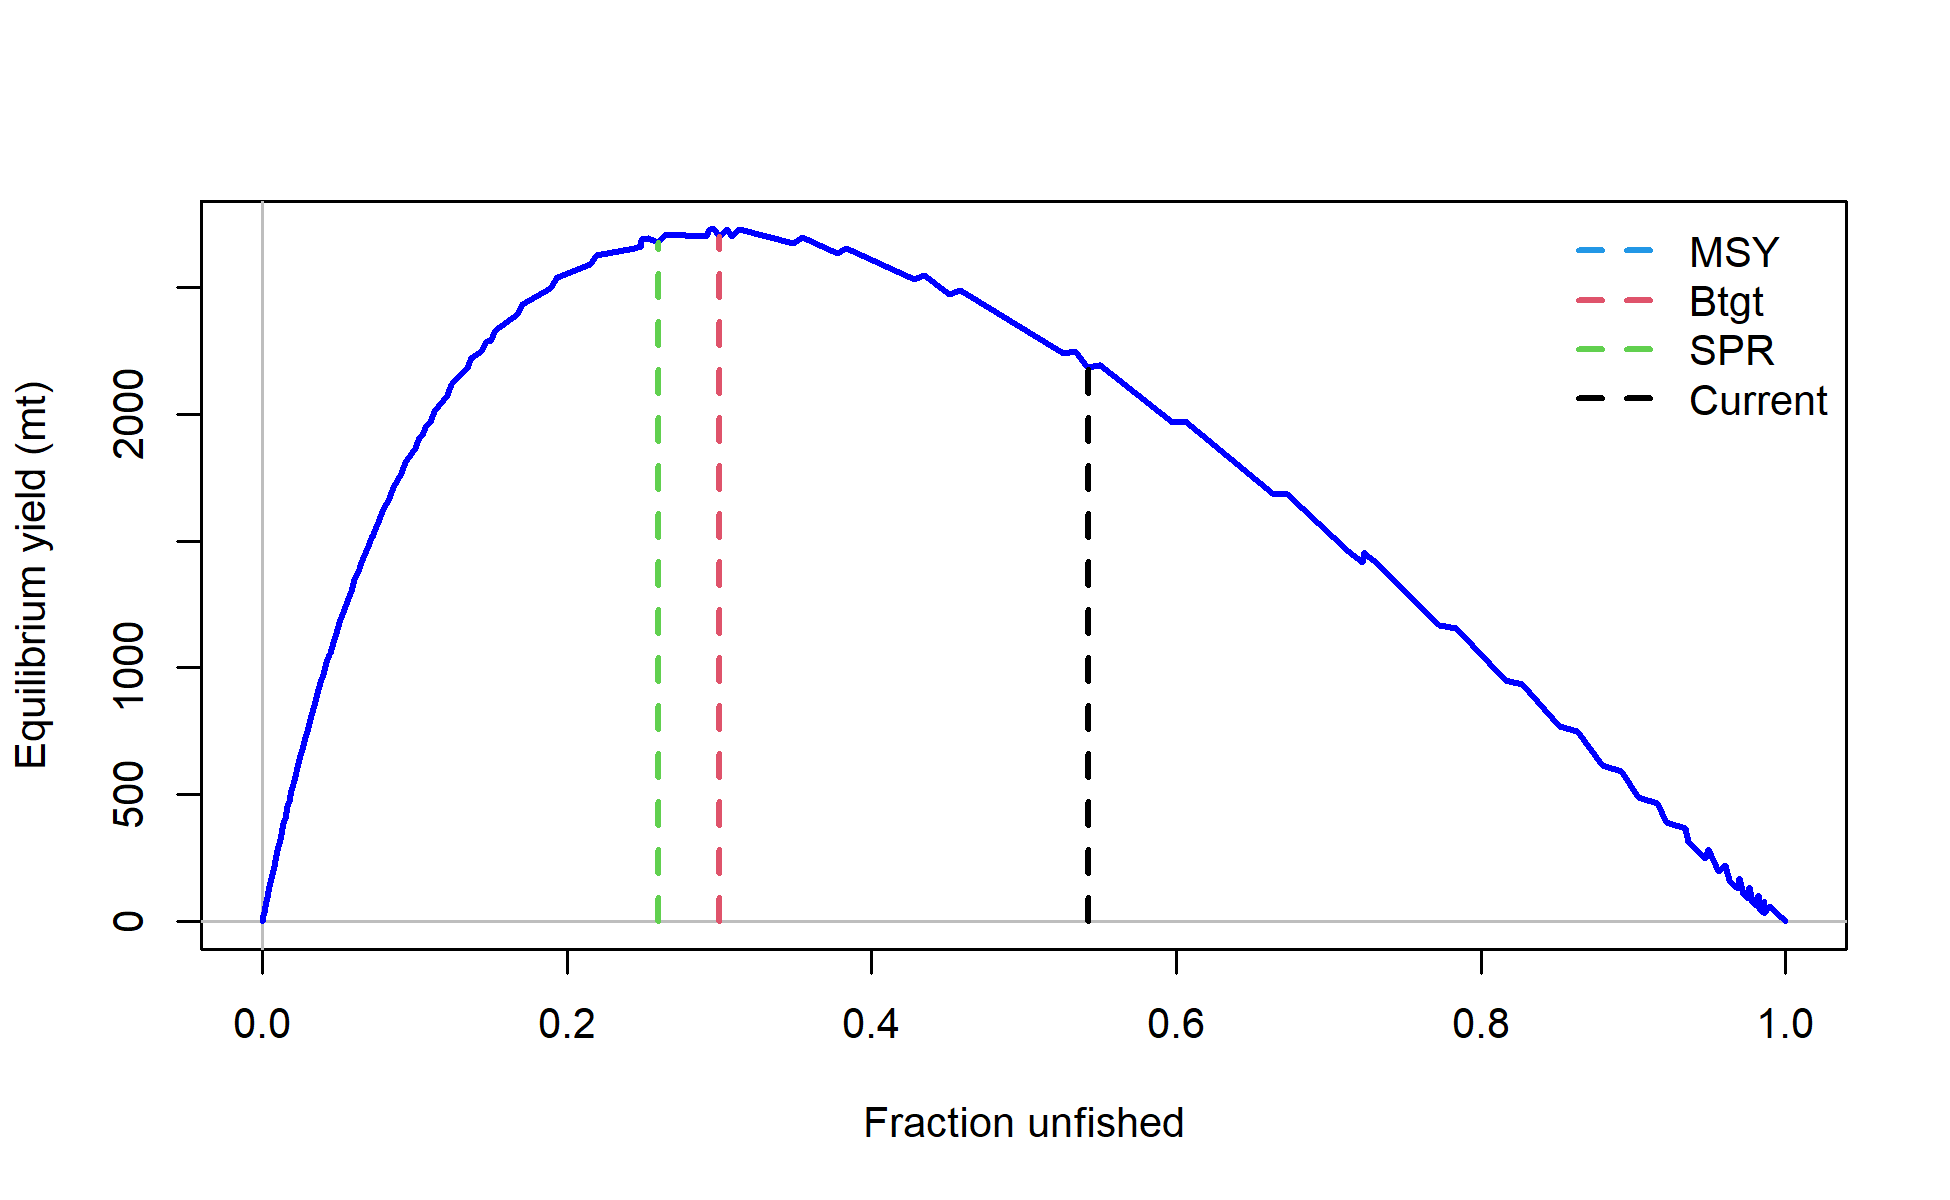 MSY
Btgt
SPR
Current
Equilibrium yield (mt)
2000
1000
500
0
0.0 0.2 0.4 0.6 0.8 1.0
Fraction unfished